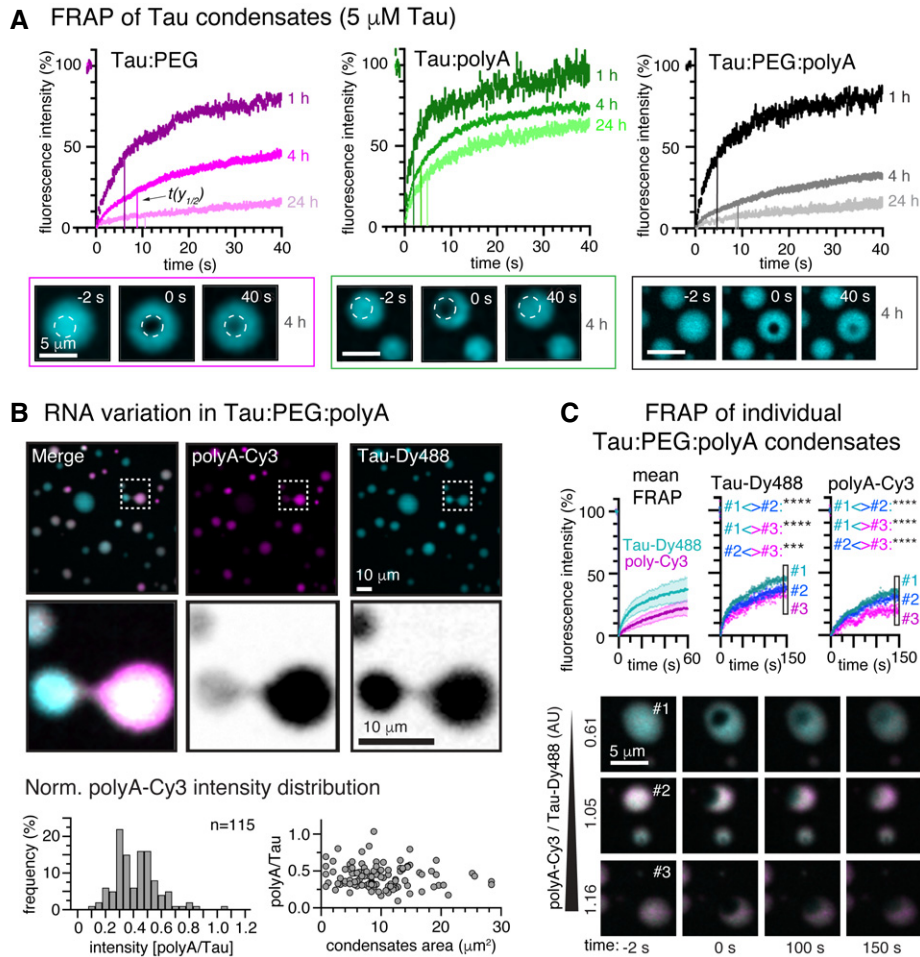 A FRAP of Tau condensates (5 μM Tau)
fluorescence intensity (%)
100
50
0
Tau:PEG
1 h
4 h
t(y1/2)
24 h
0 10 20 30 40
time (s)
fluorescence intensity (%)
100
50
0
Tau:polyA
1 h
4 h
24 h
0 10 20 30 40
time (s)
fluorescence intensity (%)
100
50
0
Tau:PEG:polyA
1 h
4 h
24 h
0 10 20 30 40
time (s)
-2 s 0 s 40 s
5 μm
4 h
-2 s 0 s 40 s
4 h
-2 s 0 s 40 s
4 h
B RNA variation in Tau:PEG:polyA
Merge polyA-Cy3 Tau-Dy488
10 μm
10 μm
Norm. polyA-Cy3 intensity distribution
frequency (%)
20
10
0
n=115
0.0 0.2 0.4 0.6 0.8 1.0 1.2
intensity [polyA/Tau]
polyA/Tau
1.0
0.5
0.0
0 10 20 30
condensates area (μm²)
C FRAP of individual
Tau:PEG:polyA condensates
fluorescence intensity (%)
100
50
0
mean
FRAP
Tau-Dy488
poly-Cy3
0 60
time (s)
Tau-Dy488
#1<>#2:****
#1<>#3:****
#2<>#3: ***
#1
#2
#3
0 150
time (s)
polyA-Cy3
#1<>#2:****
#1<>#3:****
#2<>#3:****
#1
#2
#3
0 150
time (s)
polyA-Cy3 / Tau-Dy488 (AU)
0.61
#1
5 μm
1.05
#2
1.16
#3
time: -2 s 0 s 100 s 150 s